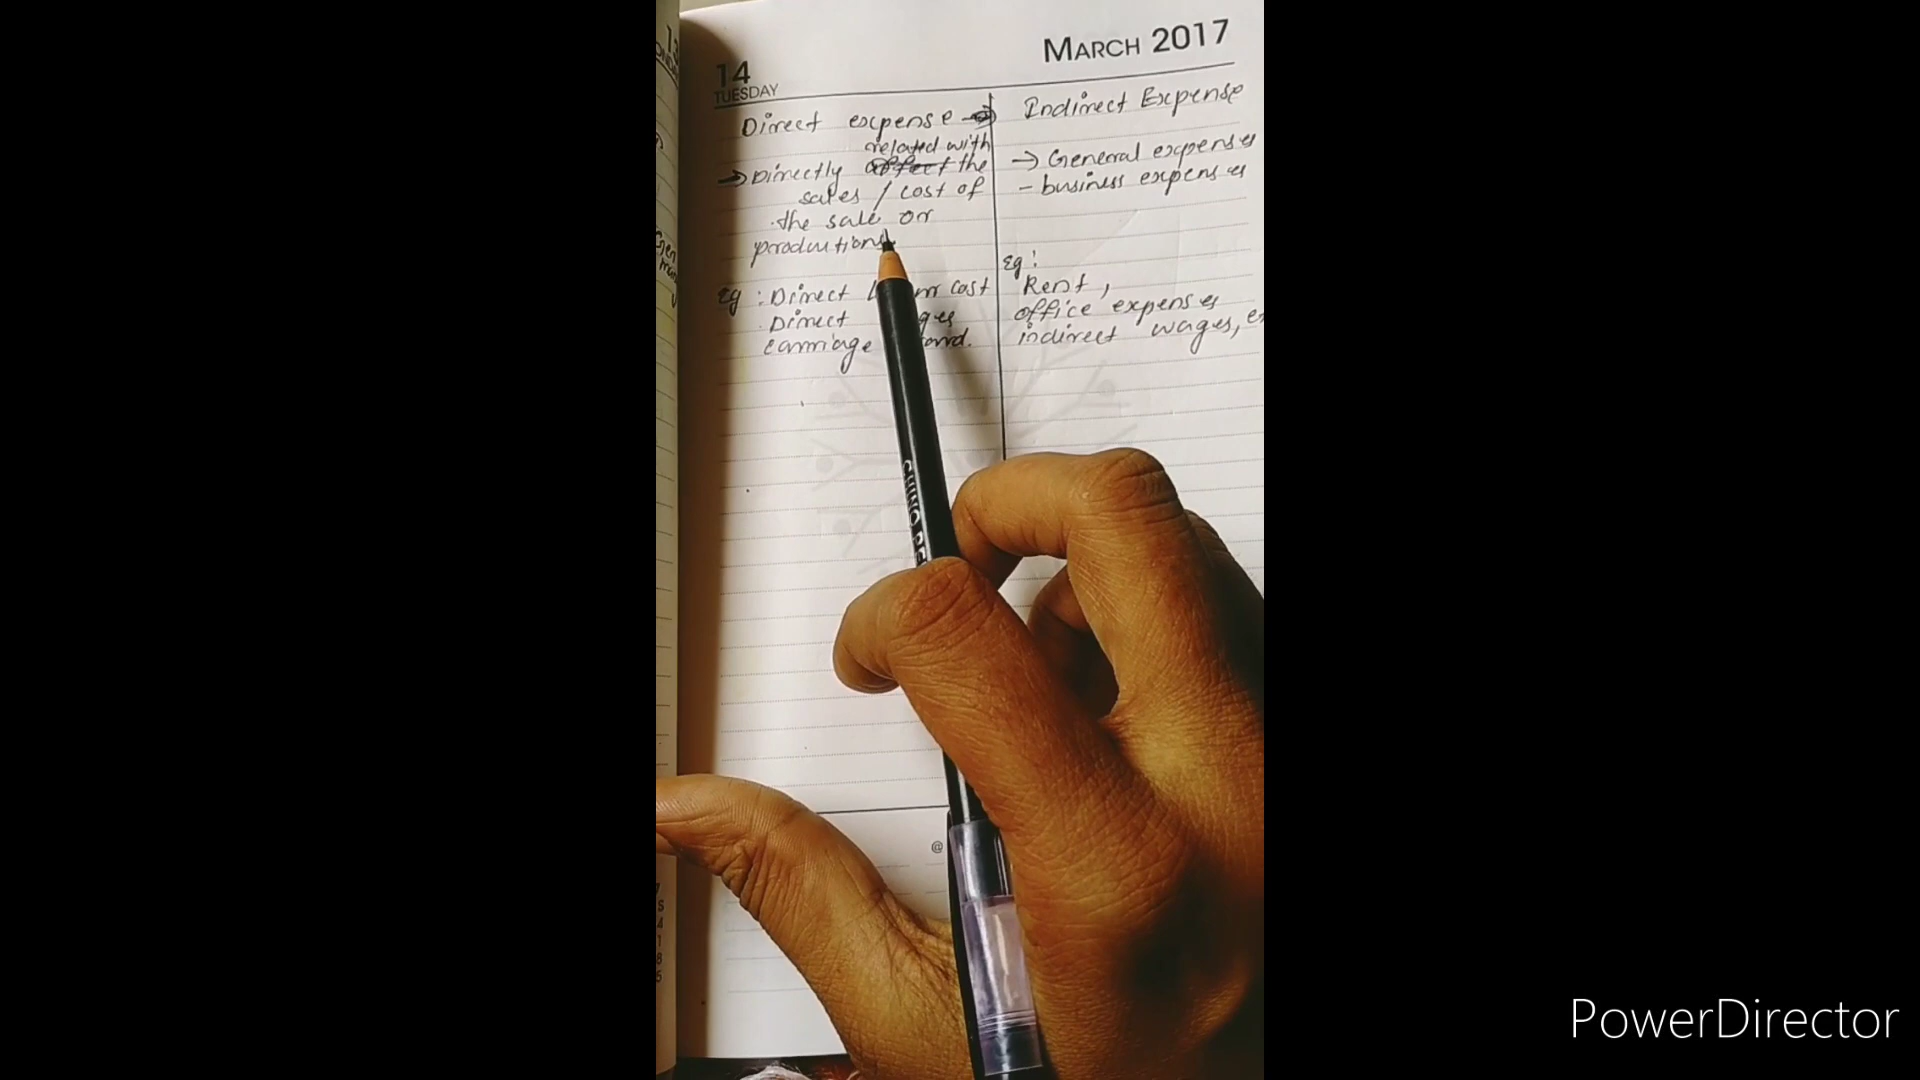 MARCH 2017
14
TUESDAY
Direct expense
related with
→ Directly the
sales / cost of
the sale or
production
Eg : Direct cost
Direct
carriage
Indirect Expense
→ General expenses
- business expenses
Eg:
Rent,
office expenses
indirect wages,
CHINO
@
PowerDirector